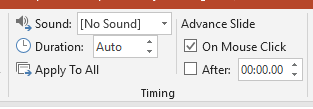 Sound: [No Sound] Advance Slide
Duration: Auto On Mouse Click
Apply To All After: 00:00.00
Timing